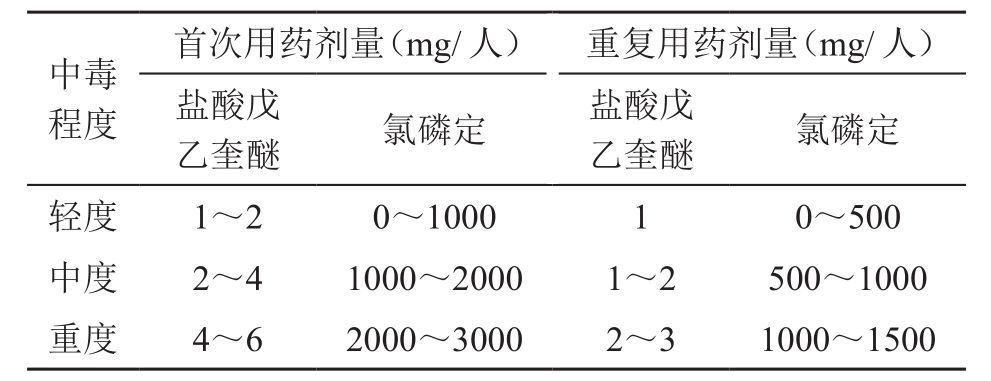 中毒程度 首次用药剂量(mg/人) 重复用药剂量(mg/人)
盐酸戊乙奎醚 氯磷定 盐酸戊乙奎醚 氯磷定
轻度 1～2 0～1000 1 0～500
中度 2～4 1000～2000 1～2 500～1000
重度 4～6 2000～3000 2～3 1000～1500